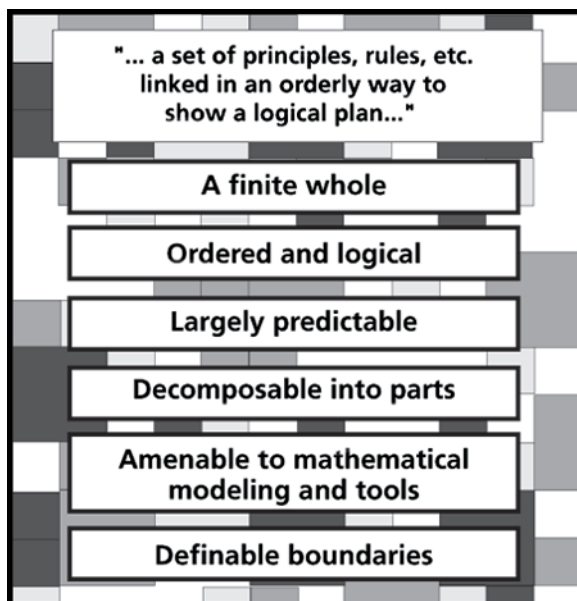 "... a set of principles, rules, etc.
linked in an orderly way to
show a logical plan..."
A finite whole
Ordered and logical
Largely predictable
Decomposable into parts
Amenable to mathematical
modeling and tools
Definable boundaries